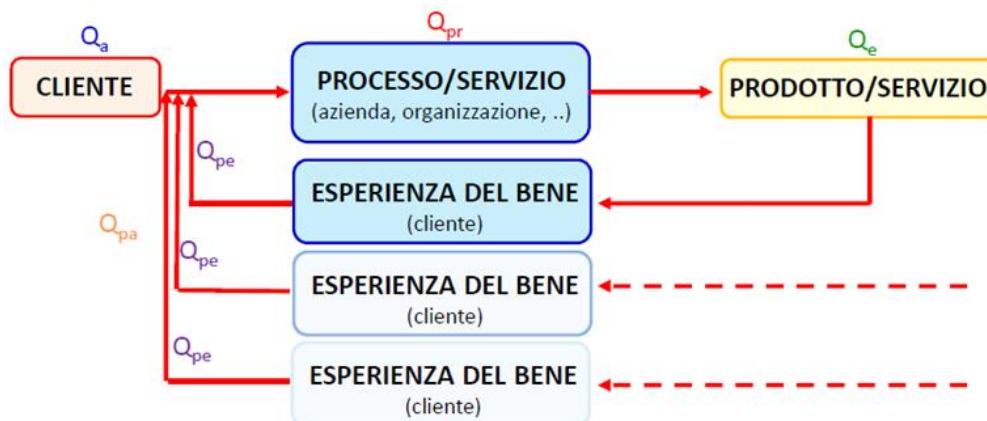 Qa
Qpr
Qe
CLIENTE
PROCESSO/SERVIZIO
(azienda, organizzazione, ..)
PRODOTTO/SERVIZIO
Qpe
ESPERIENZA DEL BENE
(cliente)
Qpa
Qpe
ESPERIENZA DEL BENE
(cliente)
Qpe
ESPERIENZA DEL BENE
(cliente)